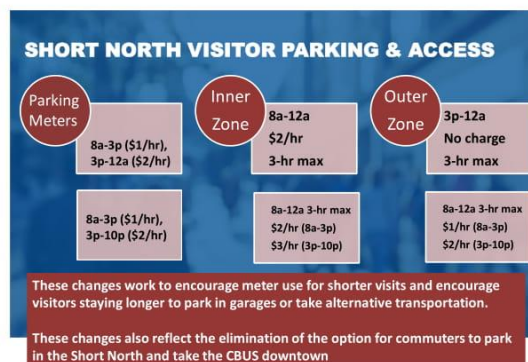 SHORT NORTH VISITOR PARKING & ACCESS
Parking
Meters
8a-3p ($1/hr),
3p-12a ($2/hr)
Inner
Zone
8a-12a
$2/hr
3-hr max
Outer
Zone
3p-12a
No charge
3-hr max
8a-3p ($1/hr),
3p-10p ($2/hr)
8a-12a 3-hr max
$2/hr (8a-3p)
$3/hr (3p-10p)
8a-12a 3-hr max
$1/hr (8a-3p)
$2/hr (3p-10p)
These changes work to encourage meter use for shorter visits and encourage
visitors staying longer to park in garages or take alternative transportation.
These changes also reflect the elimination of the option for commuters to park
in the Short North and take the CBUS downtown